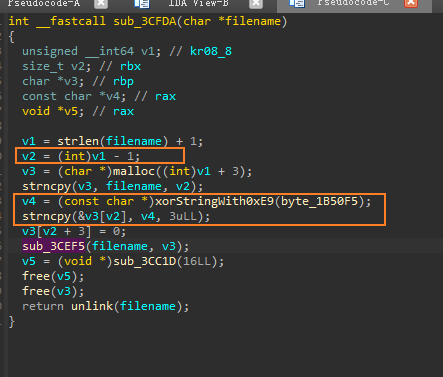 Pseudocode-A
IDA View-B
Pseudocode-C
int __fastcall sub_3CFDA(char *filename)
{
unsigned __int64 v1; // kr08_8
size_t v2; // rbx
char *v3; // rbp
const char *v4; // rax
void *v5; // rax
v1 = strlen(filename) + 1;
v2 = (int)v1 - 1;
v3 = (char *)malloc((int)v1 + 3);
strncpy(v3, filename, v2);
v4 = (const char *)xorStringWith0xE9(byte_1B50F5);
strncpy(&v3[v2], v4, 3uLL);
v3[v2 + 3] = 0;
sub_3CEF5(filename, v3);
v5 = (void *)sub_3CC1D(16LL);
free(v5);
free(v3);
return unlink(filename);
}